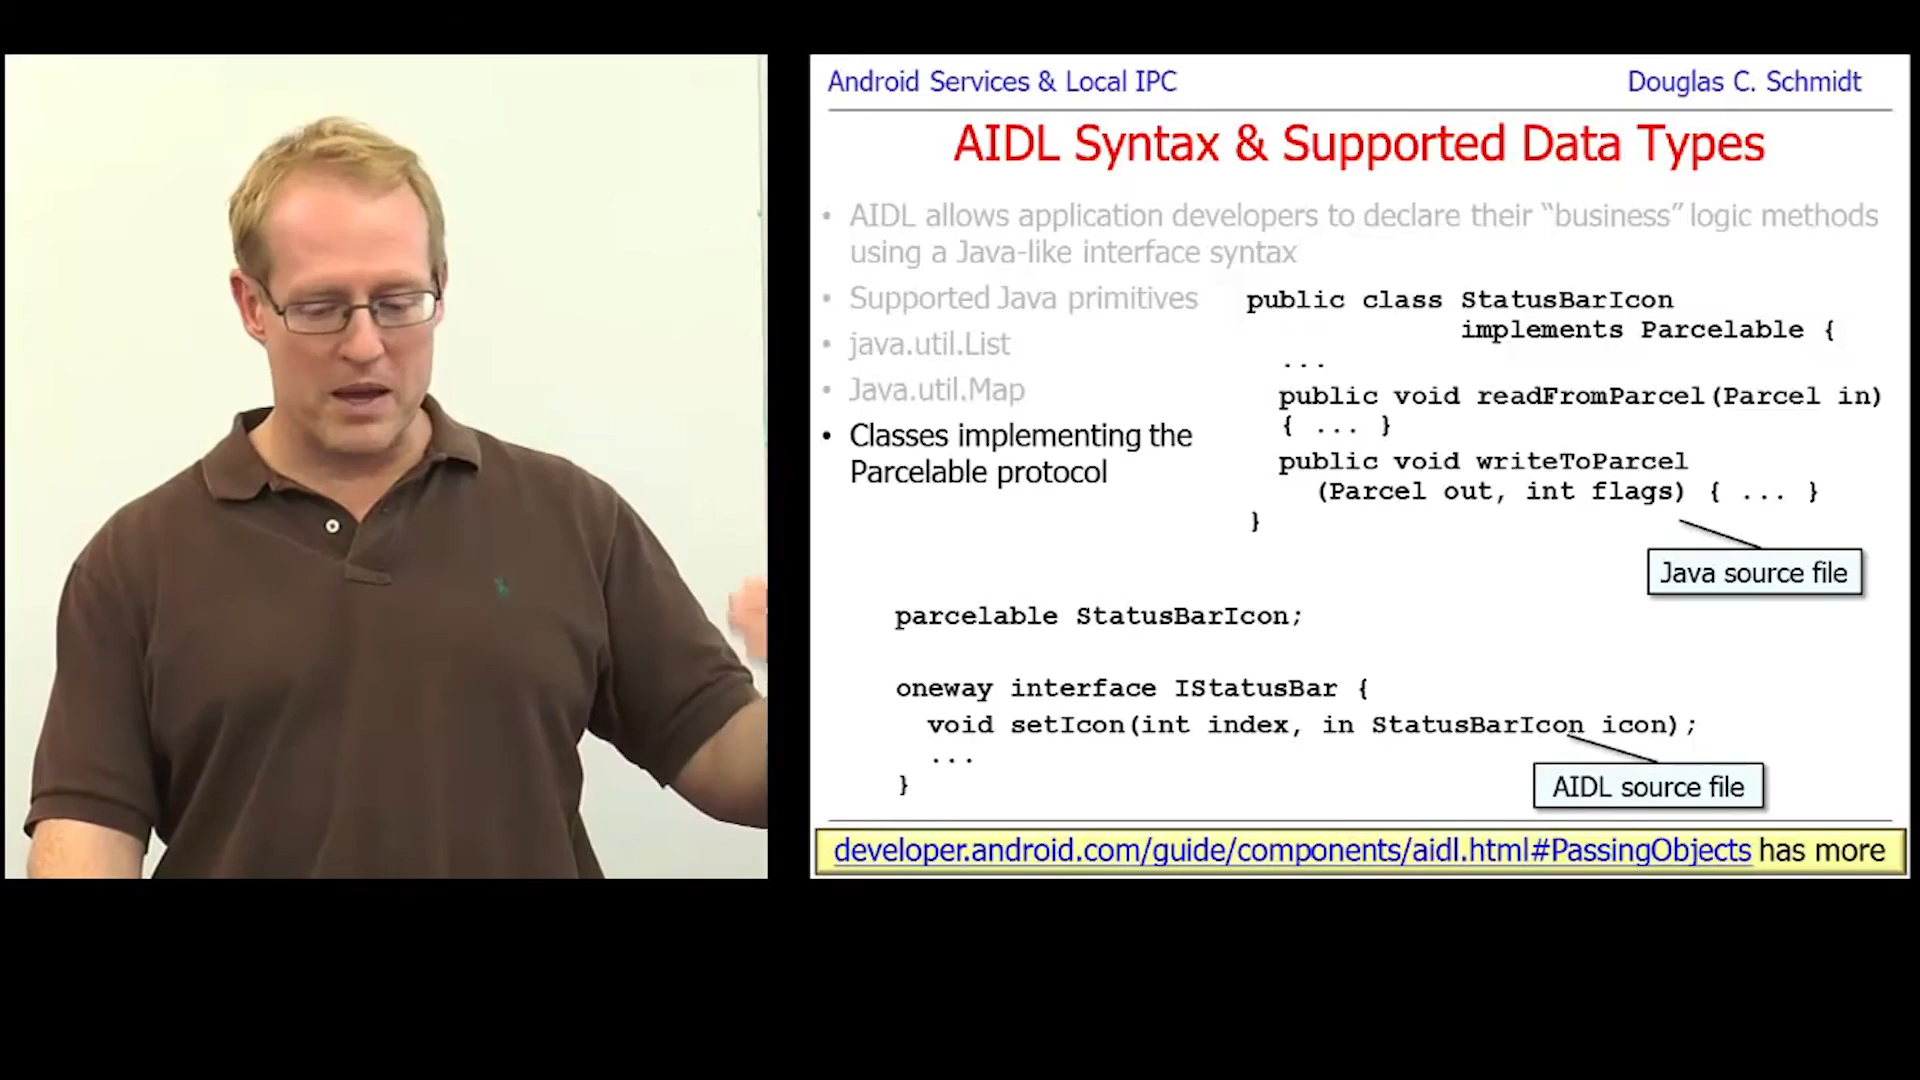 Android Services & Local IPC
Douglas C. Schmidt
AIDL Syntax & Supported Data Types
• AIDL allows application developers to declare their “business” logic methods
using a Java-like interface syntax
• Supported Java primitives
• java.util.List
• Java.util.Map
• Classes implementing the
Parcelable protocol
public class StatusBarIcon
implements Parcelable {
...
public void readFromParcel(Parcel in)
{ ... }
public void writeToParcel
(Parcel out, int flags) { ... }
}
Java source file
parcelable StatusBarIcon;
oneway interface IStatusBar {
void setIcon(int index, in StatusBarIcon icon);
...
}
AIDL source file
developer.android.com/guide/components/aidl.html#PassingObjects has more